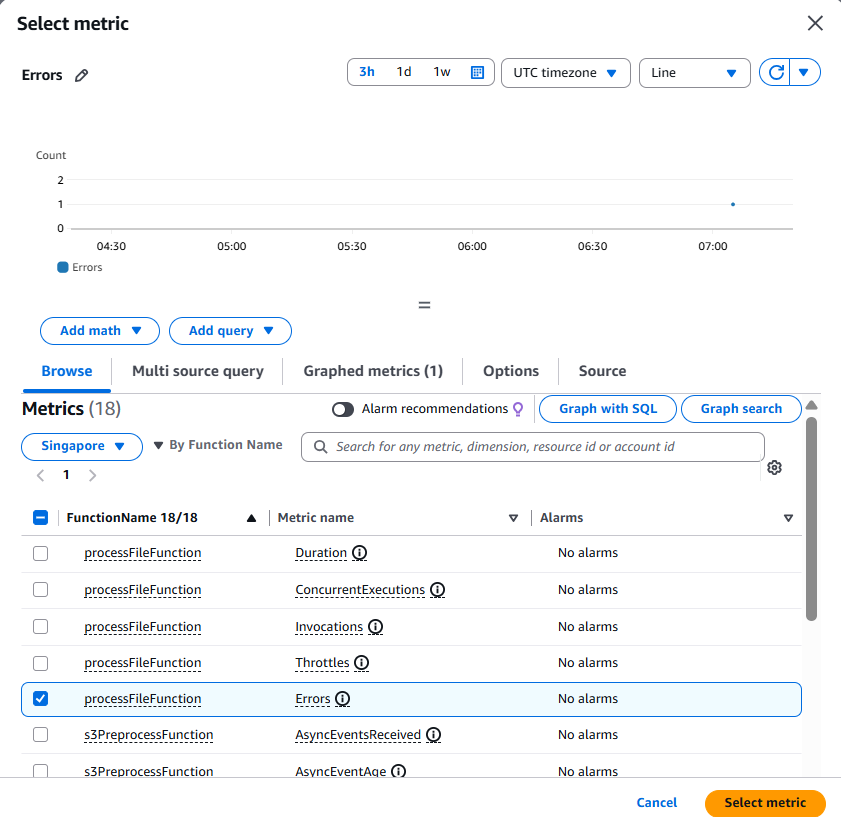 Select metric
Errors
3h 1d 1w UTC timezone Line
Count
2
1
0
04:30 05:00 05:30 06:00 06:30 07:00
Errors
Add math Add query
Browse Multi source query Graphed metrics (1) Options Source
Metrics (18) Alarm recommendations Graph with SQL Graph search
Singapore By Function Name Search for any metric, dimension, resource id or account id
1
FunctionName 18/18 Metric name Alarms
processFileFunction Duration No alarms
processFileFunction ConcurrentExecutions No alarms
processFileFunction Invocations No alarms
processFileFunction Throttles No alarms
processFileFunction Errors No alarms
s3PreprocessFunction AsyncEventsReceived No alarms
s3PreprocessFunction AsyncEventAge No alarms
Cancel Select metric